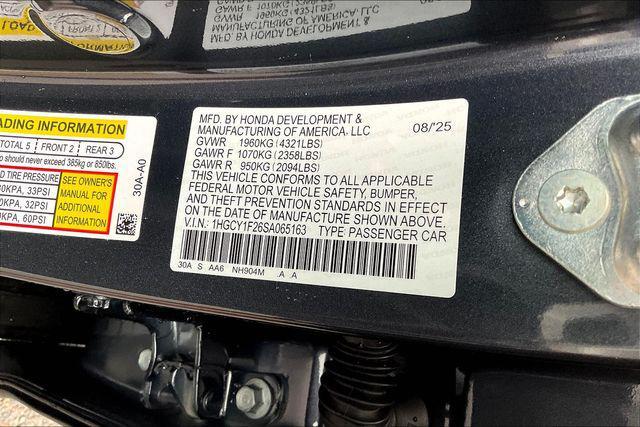 ADING INFORMATION
TOTAL 5 FRONT 2 REAR 3
o should never exceed 385kg or 850lbs.
D TIRE PRESSURE
0KPA, 33PSI
0KPA, 32PSI
0KPA, 60PSI
SEE OWNER'S
MANUAL FOR
ADDITIONAL
INFORMATION
30A-A0
MFD. BY HONDA DEVELOPMENT &
MANUFACTURING OF AMERICA, LLC 08/'25
GVWR 1960KG (4321LBS)
GAWR F 1070KG (2358LBS)
GAWR R 950KG (2094LBS)
THIS VEHICLE CONFORMS TO ALL APPLICABLE
FEDERAL MOTOR VEHICLE SAFETY, BUMPER,
AND THEFT PREVENTION STANDARDS IN EFFECT
ON THE DATE OF MANUFACTURE SHOWN ABOVE.
V.I.N.: 1HGCY1F26SA065163 TYPE: PASSENGER CAR
30A S AA6 NH904M A A